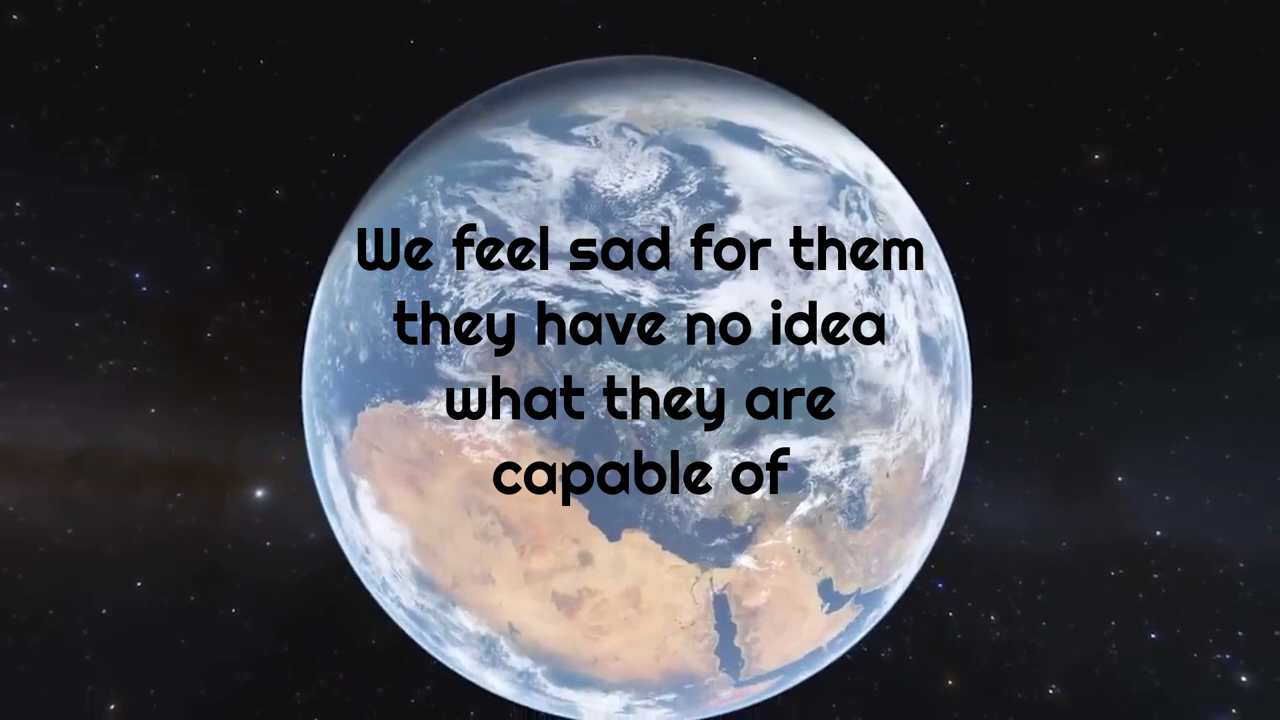 We feel sad for them
they have no idea
what they are
capable of